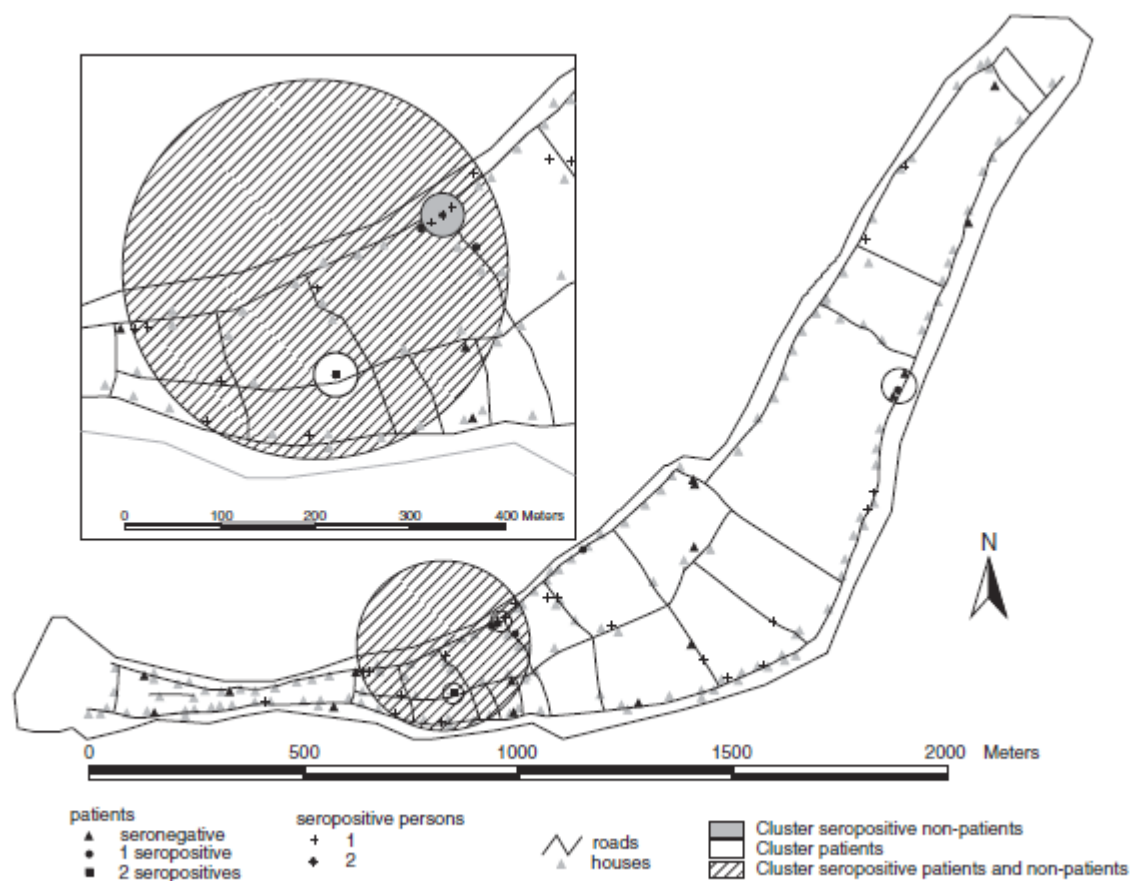 0 100 200 300 400 Meters
N
0 500 1000 1500 2000 Meters
patients
seronegative
1 seropositive
2 seropositives
seropositive persons
1
2
roads
houses
Cluster seropositive non-patients
Cluster patients
Cluster seropositive patients and non-patients